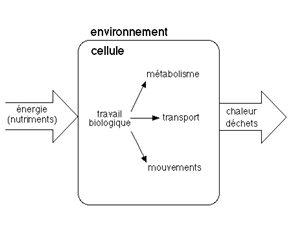 environnement
cellule
métabolisme
énergie
(nutriments)
travail
biologique
transport
chaleur
déchets
mouvements